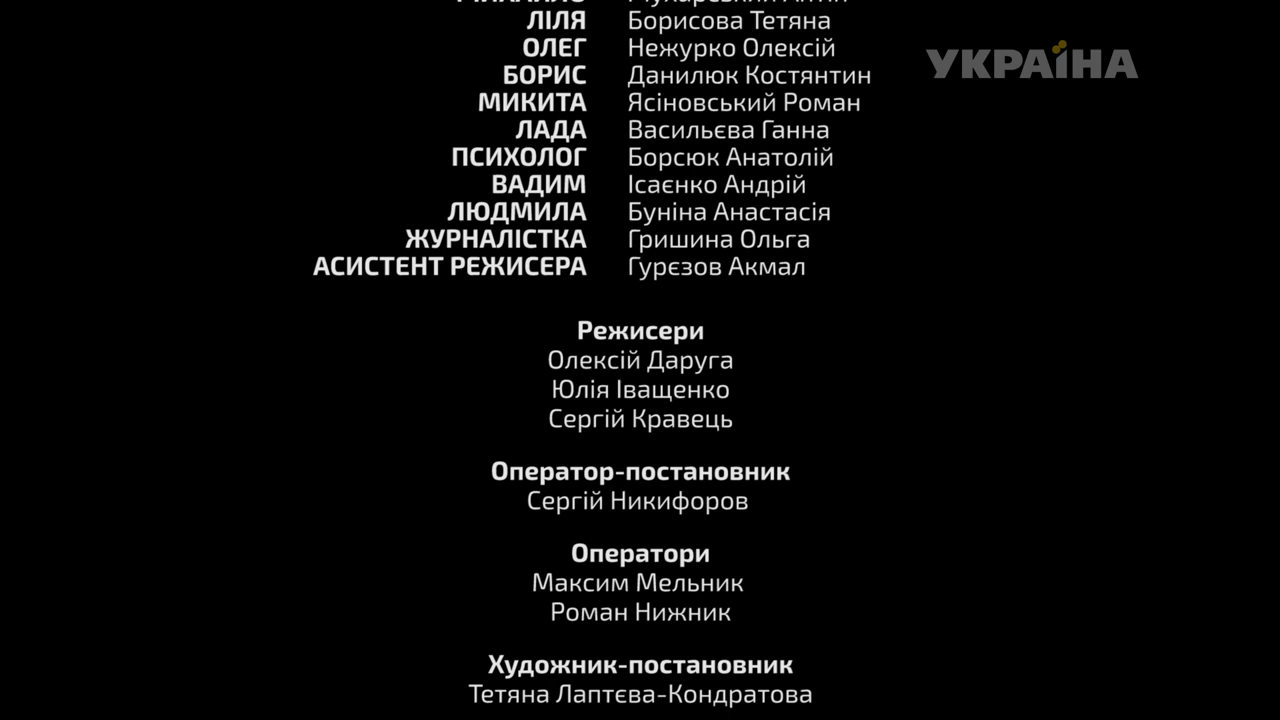 ЛІЛЯ Борисова Тетяна
ОЛЕГ Нежурко Олексій
УКРАЇНА
БОРИС Данилюк Костянтин
МИКИТА Ясіновський Роман
ЛАДА Васильєва Ганна
ПСИХОЛОГ Борсюк Анатолій
ВАДИМ Ісаєнко Андрій
ЛЮДМИЛА Буніна Анастасія
ЖУРНАЛІСТКА Гришина Ольга
АСИСТЕНТ РЕЖИСЕРА Гурєзов Акмал
Режисери
Олексій Даруга
Юлія Іващенко
Сергій Кравець
Оператор-постановник
Сергій Никифоров
Оператори
Максим Мельник
Роман Нижник
Художник-постановник
Тетяна Лаптєва-Кондратова